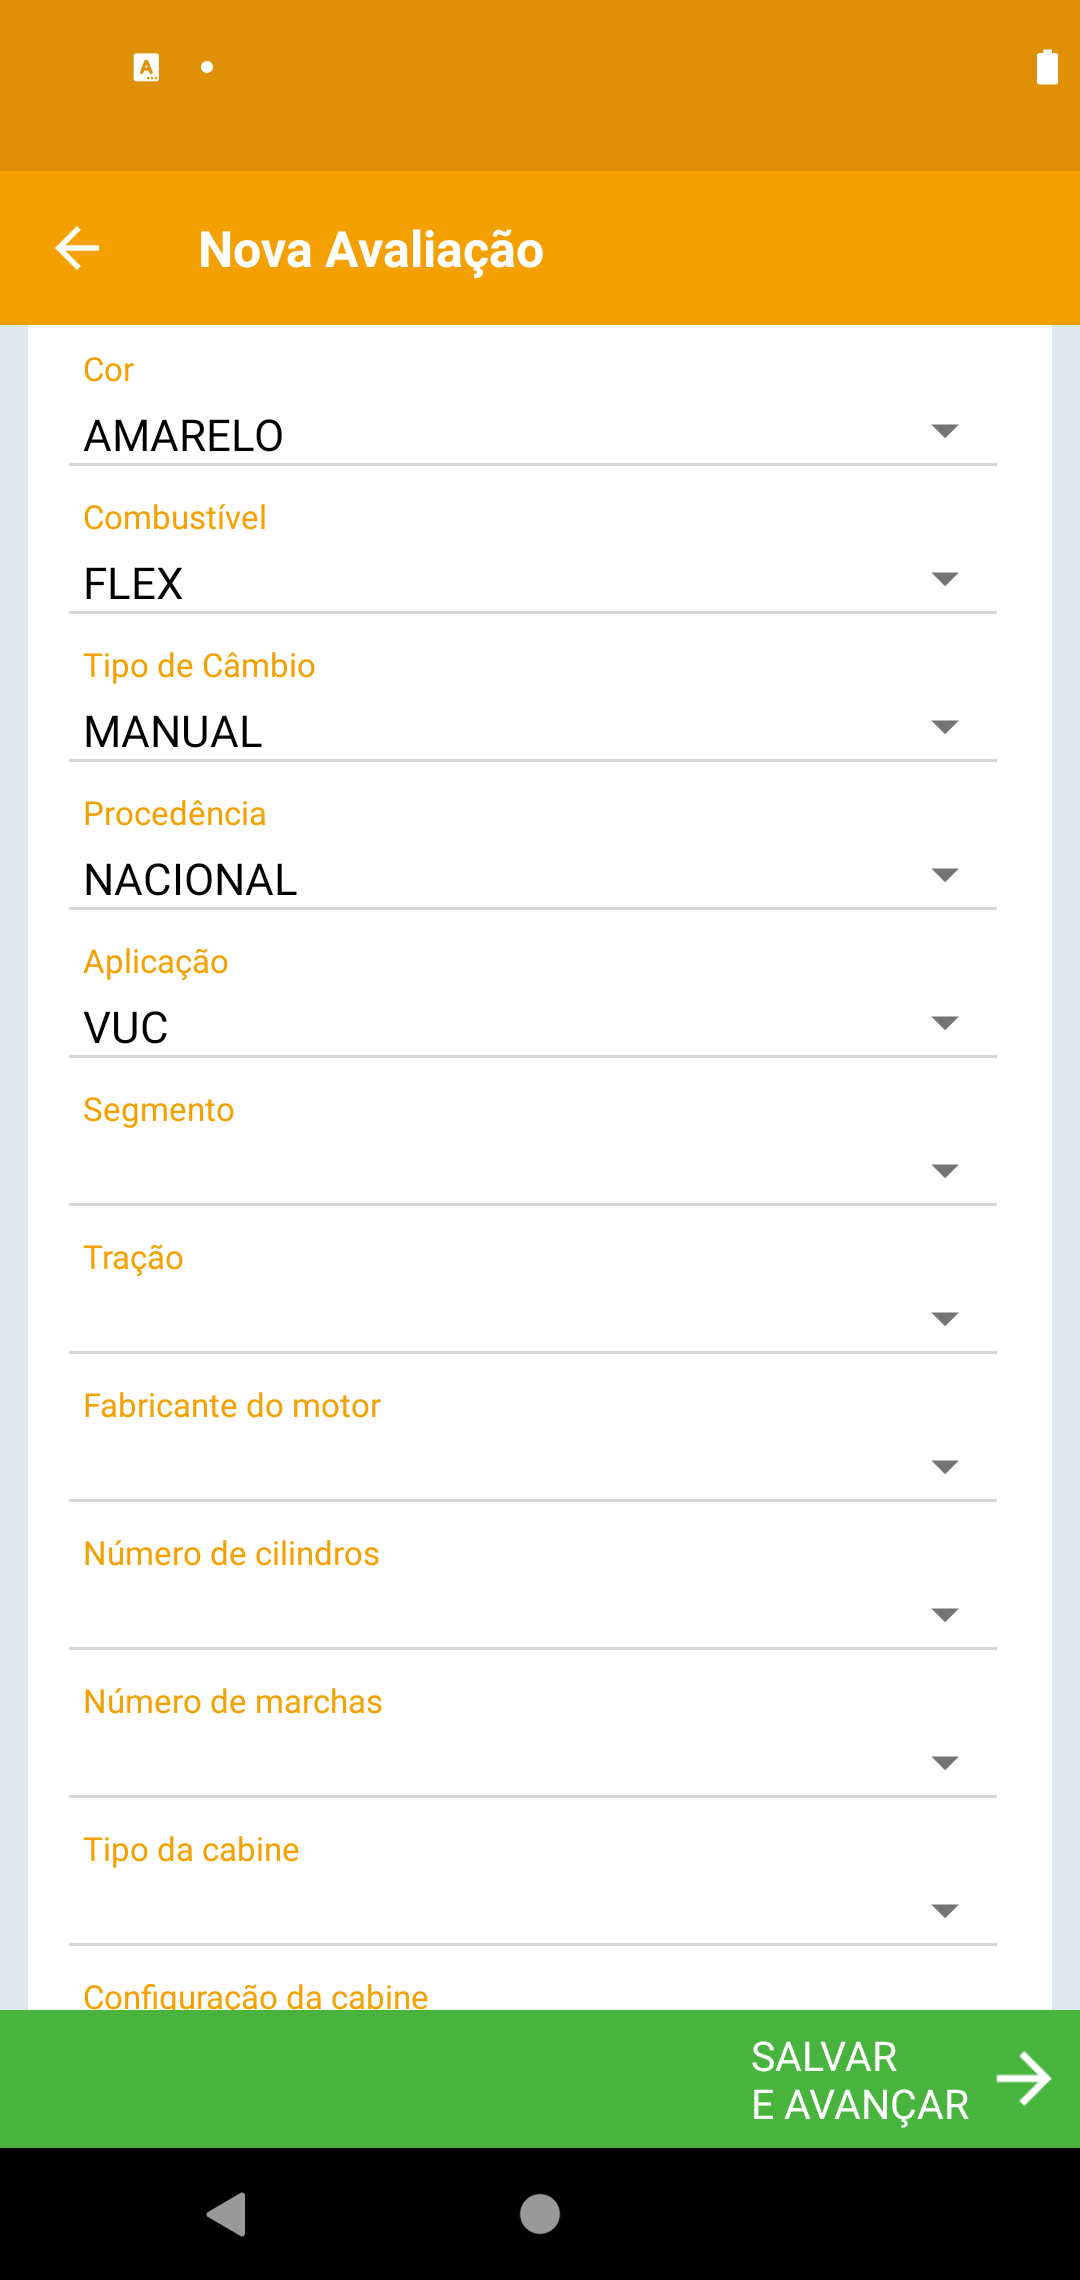 Nova Avaliação
Cor
AMARELO
Combustível
FLEX
Tipo de Câmbio
MANUAL
Procedência
NACIONAL
Aplicação
VUC
Segmento
Tração
Fabricante do motor
Número de cilindros
Número de marchas
Tipo da cabine
Configuração da cabine
SALVAR
E AVANÇAR